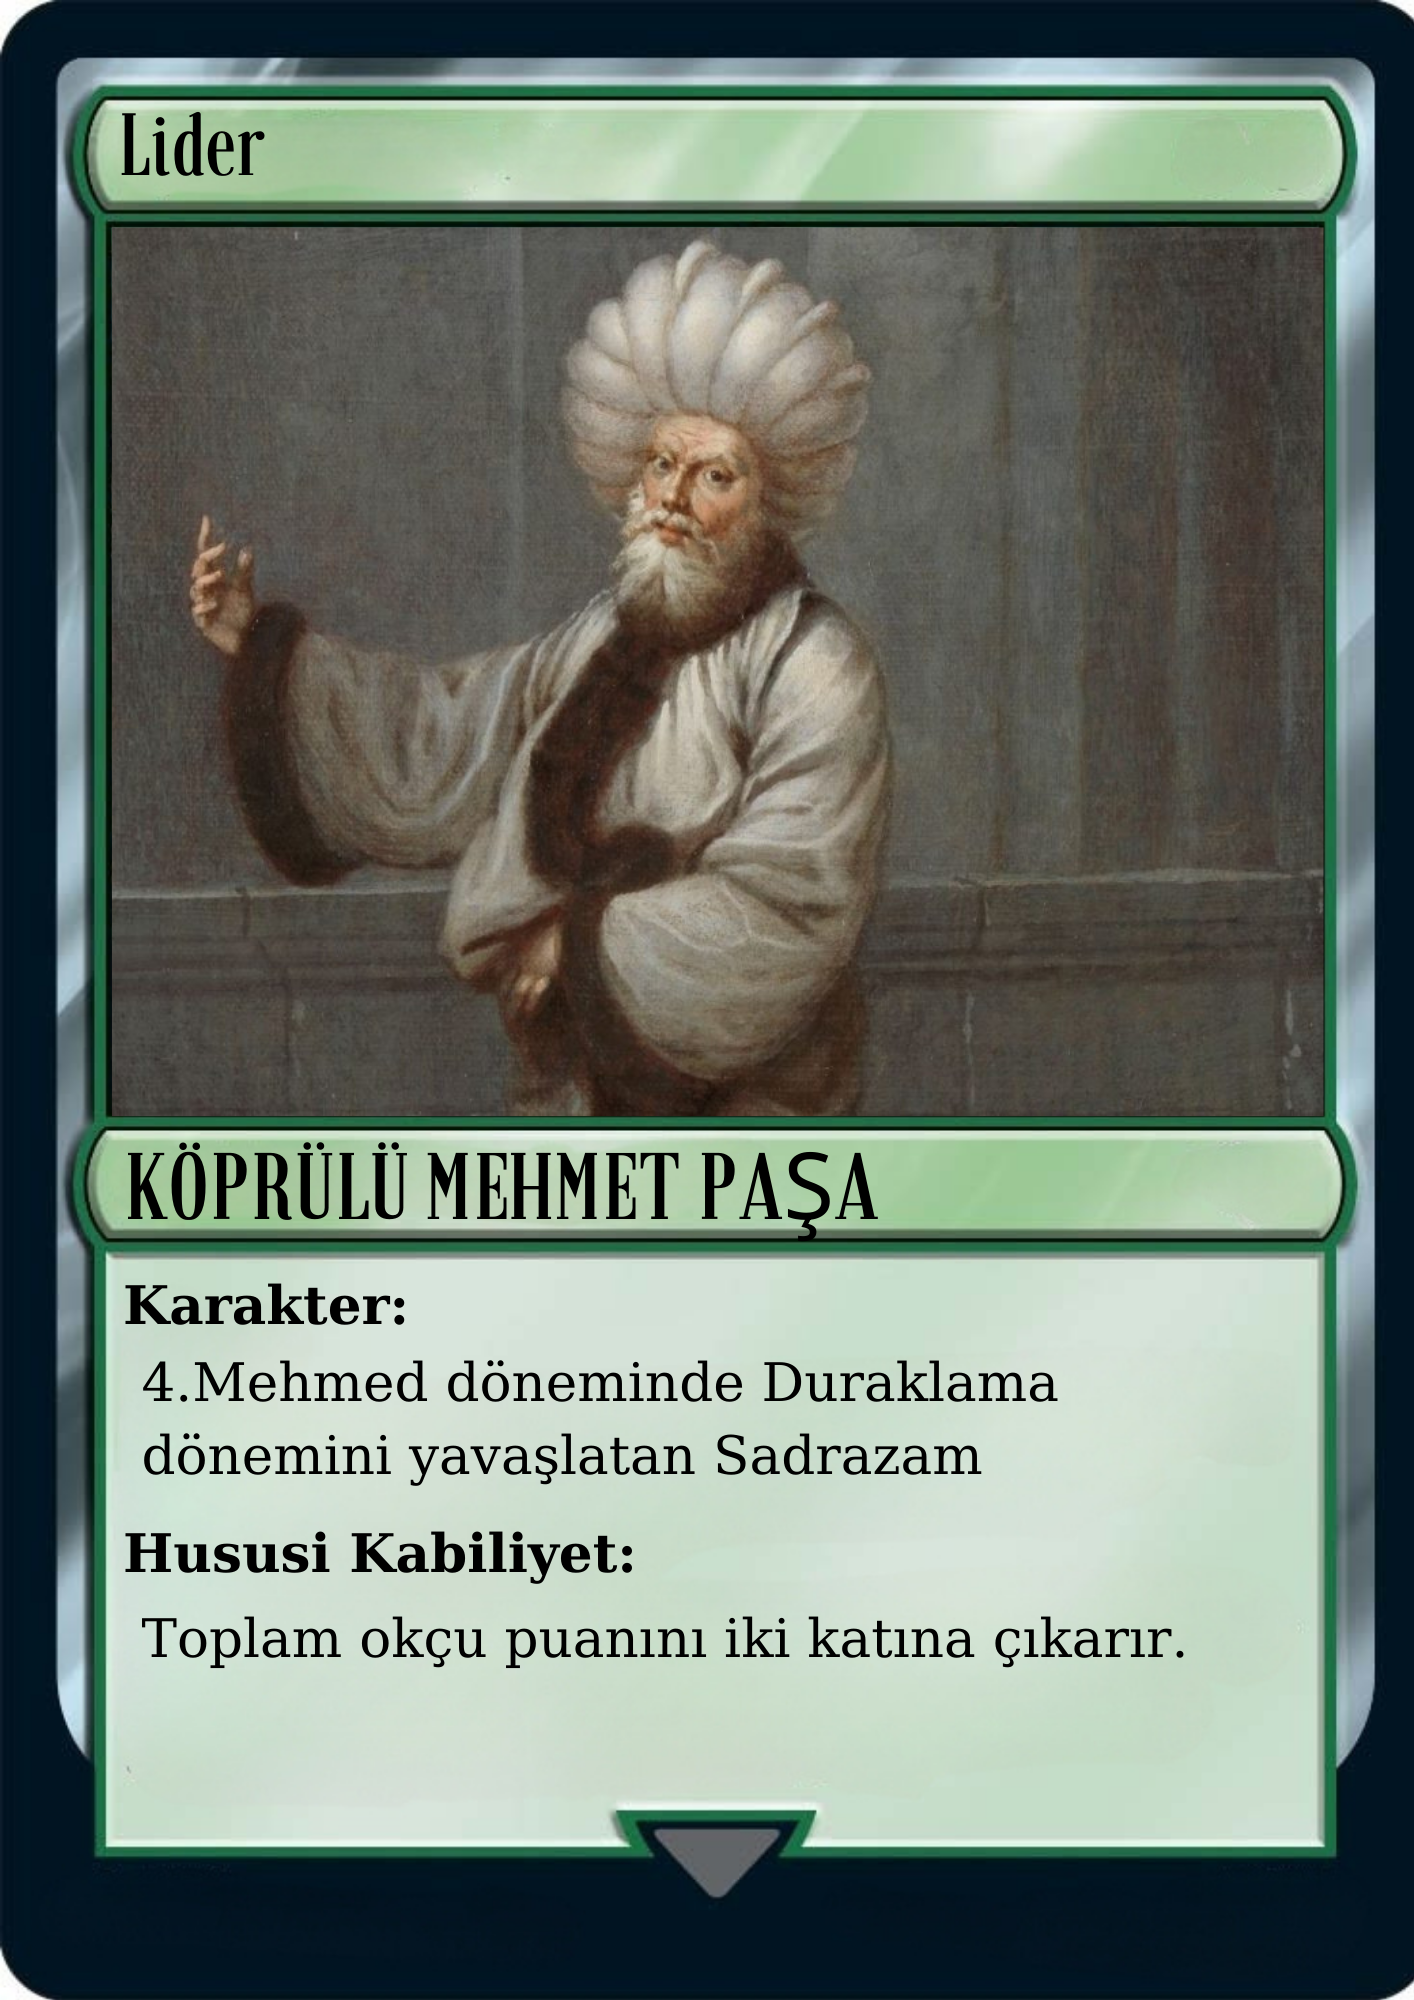 Lider
KÖPRÜLÜ MEHMET PAŞA
Karakter:
4.Mehmed döneminde Duraklama
dönemini yavaşlatan Sadrazam
Hususi Kabiliyet:
Toplam okçu puanını iki katına çıkarır.